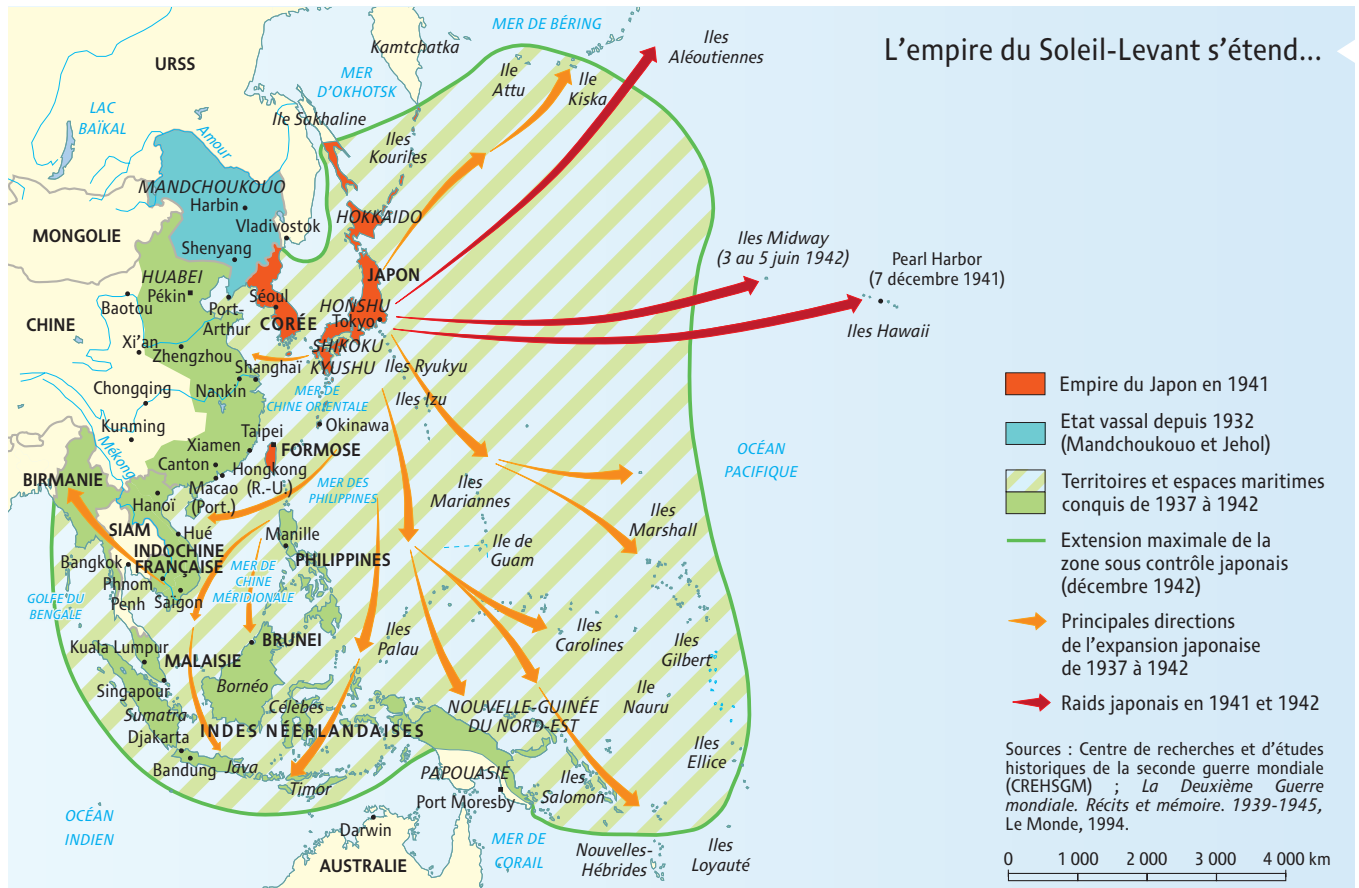 L'empire du Soleil-Levant s'étend...
MER DE BÉRING
Kamtchatka
Iles
Aléoutiennes
URSS
MER
D'OKHOTSK
Ile
Attu
Ile
Kiska
LAC
BAÏKAL
Amour
Ile Sakhaline
Iles
Kouriles
MANDCHOUKOUO
Harbin
HOKKAIDO
Vladivostok
MONGOLIE
Shenyang
Iles Midway
(3 au 5 juin 1942)
Pearl Harbor
(7 décembre 1941)
JAPON
HUABEI
Pékin
Baotou
Port-
Arthur
Séoul
CORÉE
HONSHU
Tokyo
Iles Hawaii
CHINE
Xi'an
Zhengzhou
SHIKOKU
KYUSHU
Shanghaï
Iles Ryukyu
Chongqing
Nankin
MER DE
CHINE ORIENTALE
Iles Izu
Kunming
Okinawa
Taipei
Xiamen
FORMOSE
Mékong
Canton
Hongkong
(R.-U.)
BIRMANIE
Macao
(Port.)
MER DES
PHILIPPINES
Iles
Mariannes
OCÉAN
PACIFIQUE
Hanoï
Iles
Marshall
SIAM
Hué
Manille
Ile de
Guam
INDOCHINE
FRANÇAISE
Bangkok
PHILIPPINES
Phnom
Penh
MER DE
CHINE
MÉRIDIONALE
GOLFE DU
BENGALE
Saïgon
BRUNEI
Iles
Palau
Iles
Carolines
Iles
Gilbert
Kuala Lumpur
MALAISIE
Singapour
Bornéo
Ile
Nauru
Sumatra
Célèbes
NOUVELLE-GUINÉE
DU NORD-EST
INDES NÉERLANDAISES
Djakarta
Iles
Ellice
Bandung
Java
PAPOUASIE
Timor
Iles
Salomon
Port Moresby
OCÉAN
INDIEN
Darwin
MER DE
CORAIL
AUSTRALIE
Nouvelles-
Hébrides
Iles
Loyauté
Empire du Japon en 1941
Etat vassal depuis 1932
(Mandchoukouo et Jehol)
Territoires et espaces maritimes
conquis de 1937 à 1942
Extension maximale de la
zone sous contrôle japonais
(décembre 1942)
Principales directions
de l'expansion japonaise
de 1937 à 1942
Raids japonais en 1941 et 1942
Sources : Centre de recherches et d'études
historiques de la seconde guerre mondiale
(CREHSGM) ; La Deuxième Guerre
mondiale. Récits et mémoire. 1939-1945,
Le Monde, 1994.
0 1 000 2 000 3 000 4 000 km